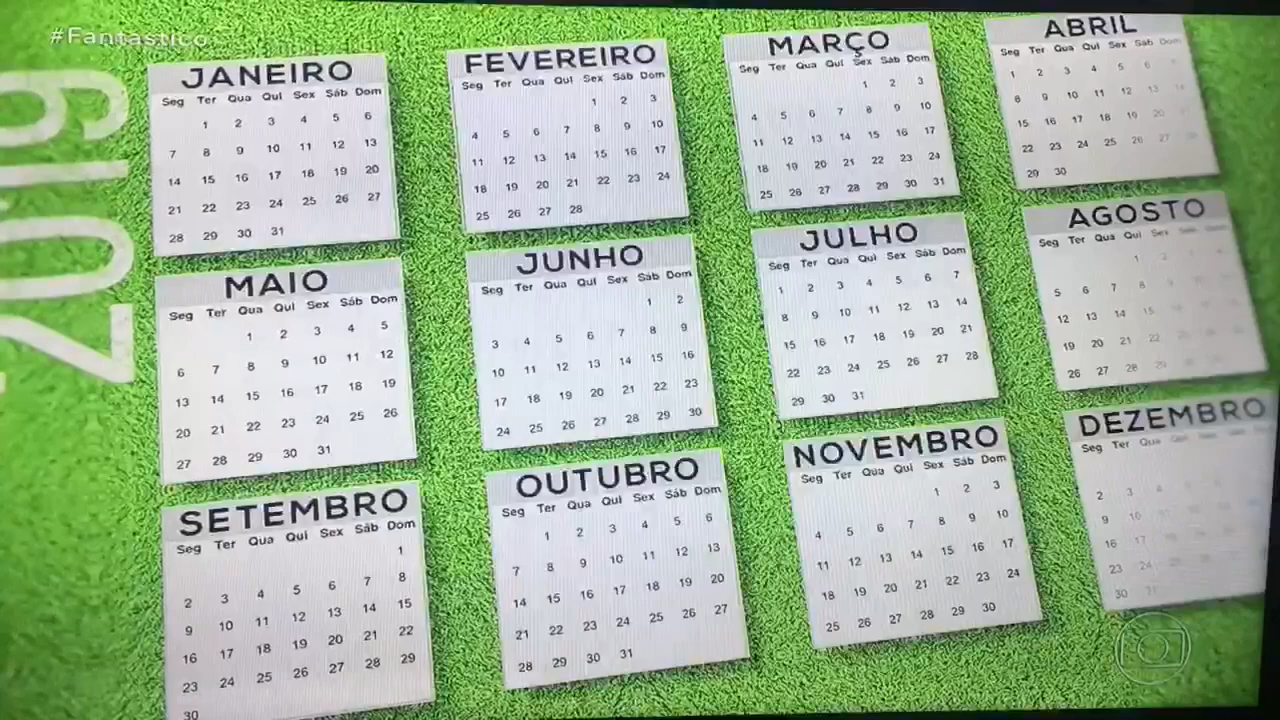 #Fantastico
2019
JANEIRO
Seg Ter Qua Qui Sex Sáb Dom
1 2 3 4 5 6
7 8 9 10 11 12 13
14 15 16 17 18 19 20
21 22 23 24 25 26 27
28 29 30 31
FEVEREIRO
Seg Ter Qua Qui Sex Sáb Dom
1 2 3
4 5 6 7 8 9 10
11 12 13 14 15 16 17
18 19 20 21 22 23 24
25 26 27 28
MARÇO
Seg Ter Qua Qui Sex Sáb Dom
1 2 3
4 5 6 7 8 9 10
11 12 13 14 15 16 17
18 19 20 21 22 23 24
25 26 27 28 29 30 31
ABRIL
Seg Ter Qua Qui Sex Sáb Dom
1 2 3 4 5 6
8 9 10 11 12 13 14
15 16 17 18 19 20
22 23 24 25 26 27
29 30
MAIO
Seg Ter Qua Qui Sex Sáb Dom
1 2 3 4 5
6 7 8 9 10 11 12
13 14 15 16 17 18 19
20 21 22 23 24 25 26
27 28 29 30 31
JUNHO
Seg Ter Qua Qui Sex Sáb Dom
1 2
3 4 5 6 7 8 9
10 11 12 13 14 15 16
17 18 19 20 21 22 23
24 25 26 27 28 29 30
JULHO
Seg Ter Qua Qui Sex Sáb Dom
1 2 3 4 5 6 7
8 9 10 11 12 13 14
15 16 17 18 19 20 21
22 23 24 25 26 27 28
29 30 31
AGOSTO
Seg Ter Qua Qui Sex
1 2
5 6 7 8
12 13 14 15
19 20 21 22
26 27 28 29
SETEMBRO
Seg Ter Qua Qui Sex Sáb Dom
1
2 3 4 5 6 7 8
9 10 11 12 13 14 15
16 17 18 19 20 21 22
23 24 25 26 27 28 29
30
OUTUBRO
Seg Ter Qua Qui Sex Sáb Dom
1 2 3 4 5 6
7 8 9 10 11 12 13
14 15 16 17 18 19 20
21 22 23 24 25 26 27
28 29 30 31
NOVEMBRO
Seg Ter Qua Qui Sex Sáb Dom
1 2 3
4 5 6 7 8 9 10
11 12 13 14 15 16 17
18 19 20 21 22 23 24
25 26 27 28 29 30
DEZEMBRO
Seg Ter Qua
2 3 4
9 10
16 17
23 24
30 31